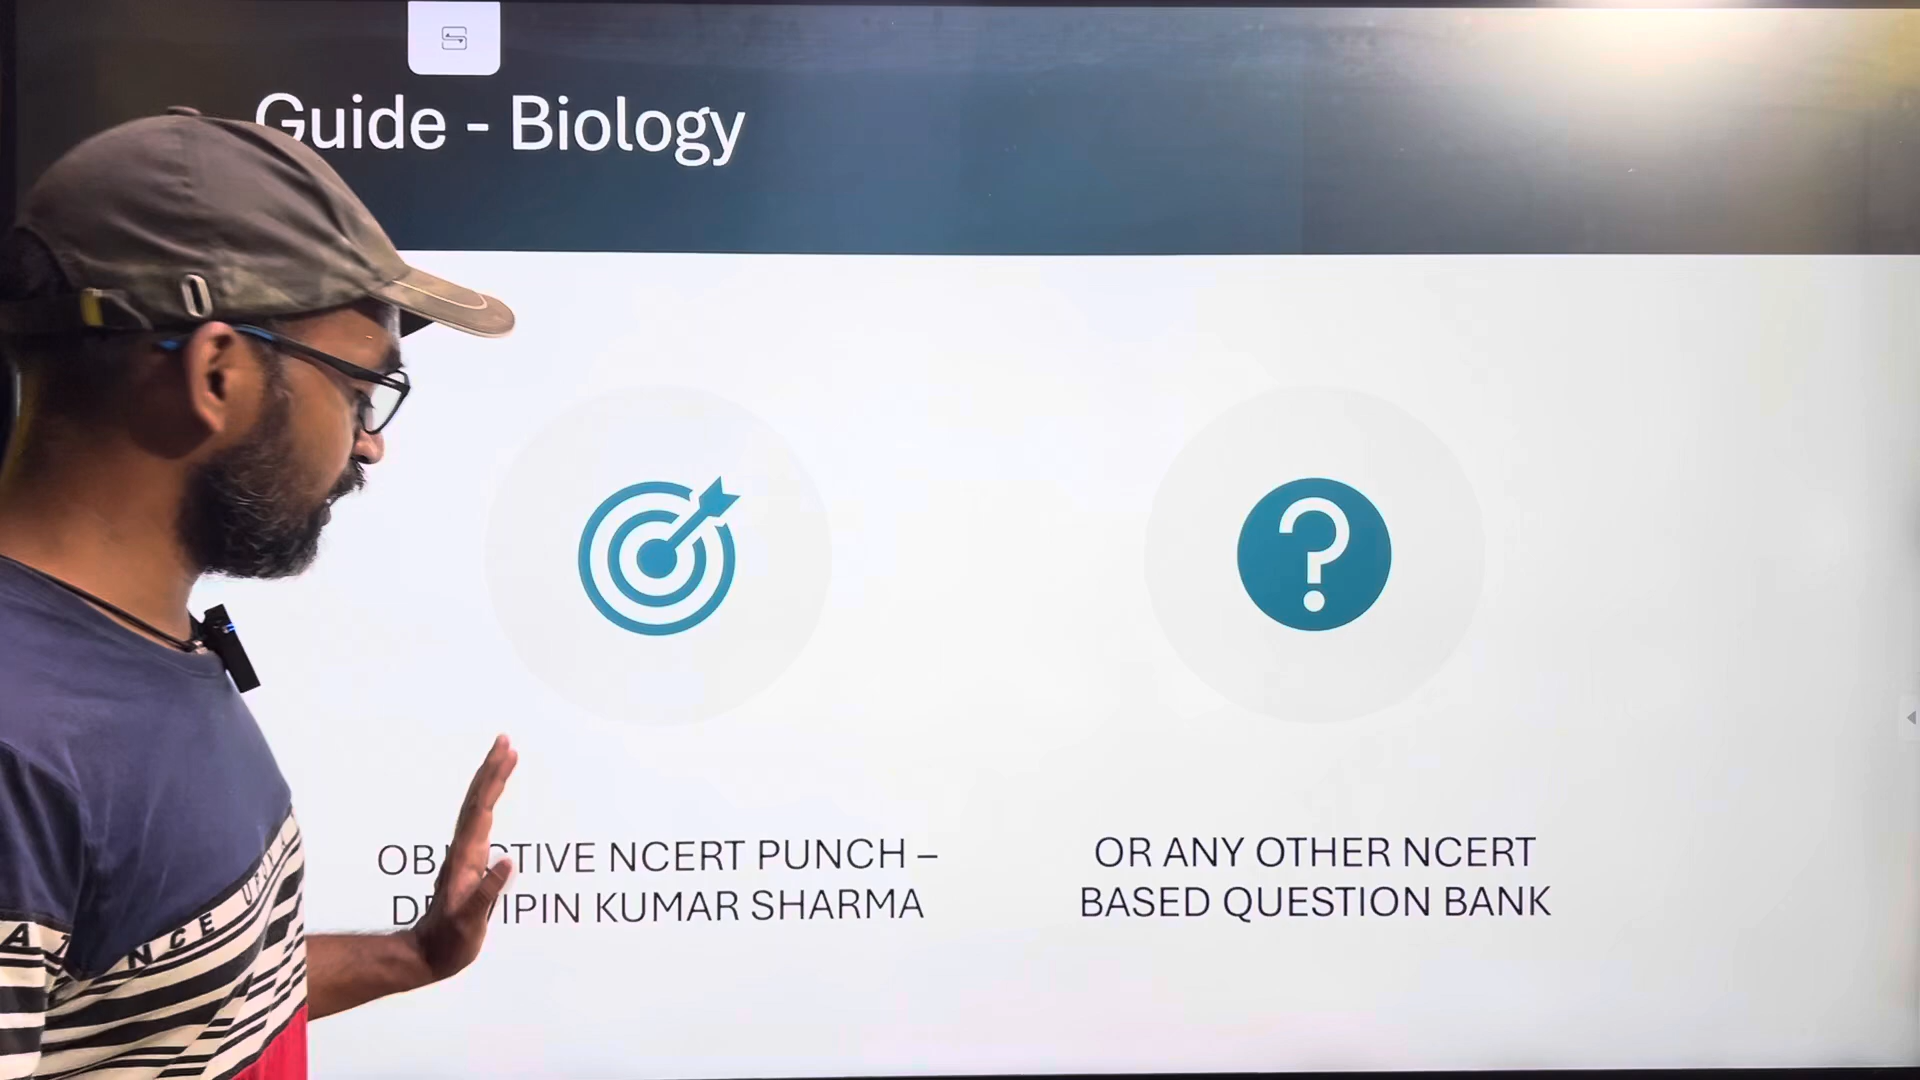 Guide - Biology
NCERT PUNCH –
KUMAR SHARMA
OR ANY OTHER NCERT
BASED QUESTION BANK